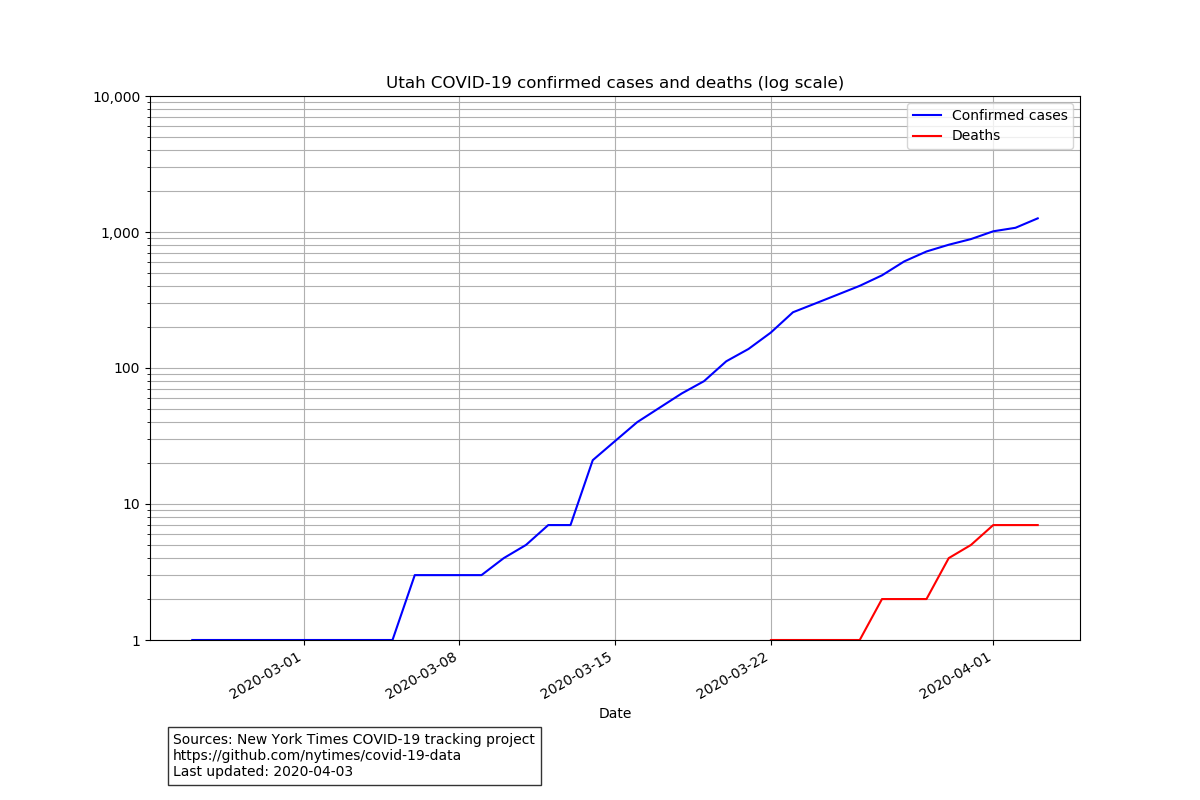 Utah COVID-19 confirmed cases and deaths (log scale)
10,000
1,000
100
10
1
Confirmed cases
Deaths
2020-03-01
2020-03-08
2020-03-15
2020-03-22
2020-04-01
Date
Sources: New York Times COVID-19 tracking project
https://github.com/nytimes/covid-19-data
Last updated: 2020-04-03